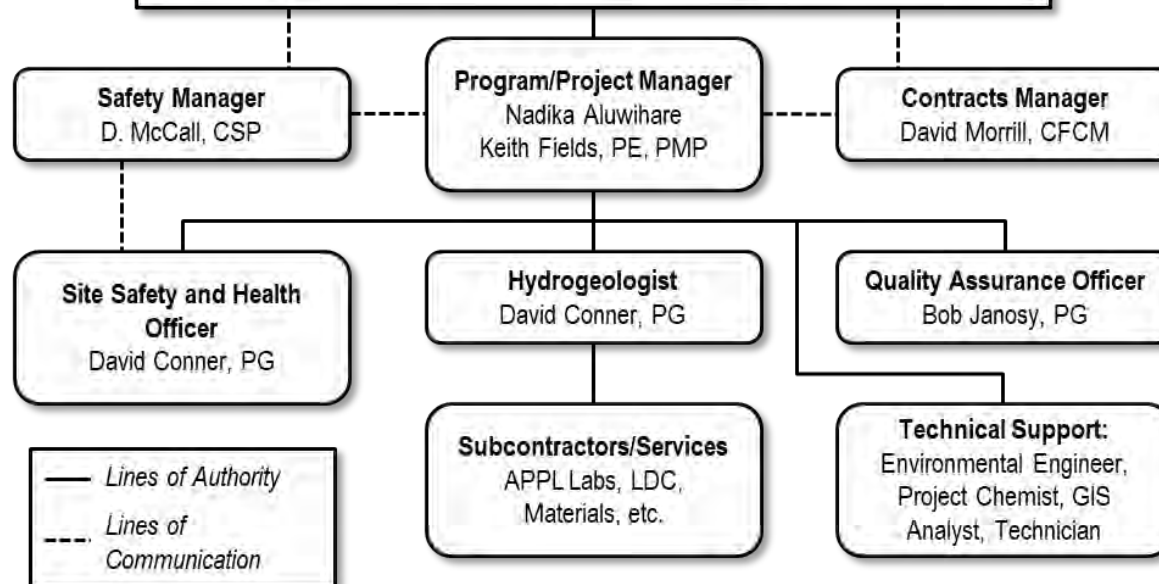 Safety Manager
D. McCall, CSP
Program/Project Manager
Nadika Aluwihare
Keith Fields, PE, PMP
Contracts Manager
David Morrill, CFCM
Site Safety and Health
Officer
David Conner, PG
Hydrogeologist
David Conner, PG
Quality Assurance Officer
Bob Janosy, PG
Subcontractors/Services
APPL Labs, LDC,
Materials, etc.
Technical Support:
Environmental Engineer,
Project Chemist, GIS
Analyst, Technician
Lines of Authority
Lines of
Communication